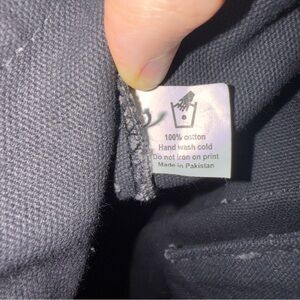 100% cotton
Hand wash cold
Do not iron on print
Made in Pakistan